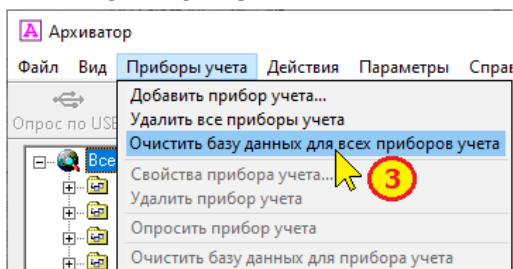 A Архиватор
Файл Вид Приборы учета Действия Параметры
Опрос по
Добавить прибор учета...
Удалить все приборы учета
Очистить базу данных для всех приборов учета
Все
Свойства прибора учета...
3
Удалить прибор учета
Опросить прибор учета
Очистить базу данных для прибора учета